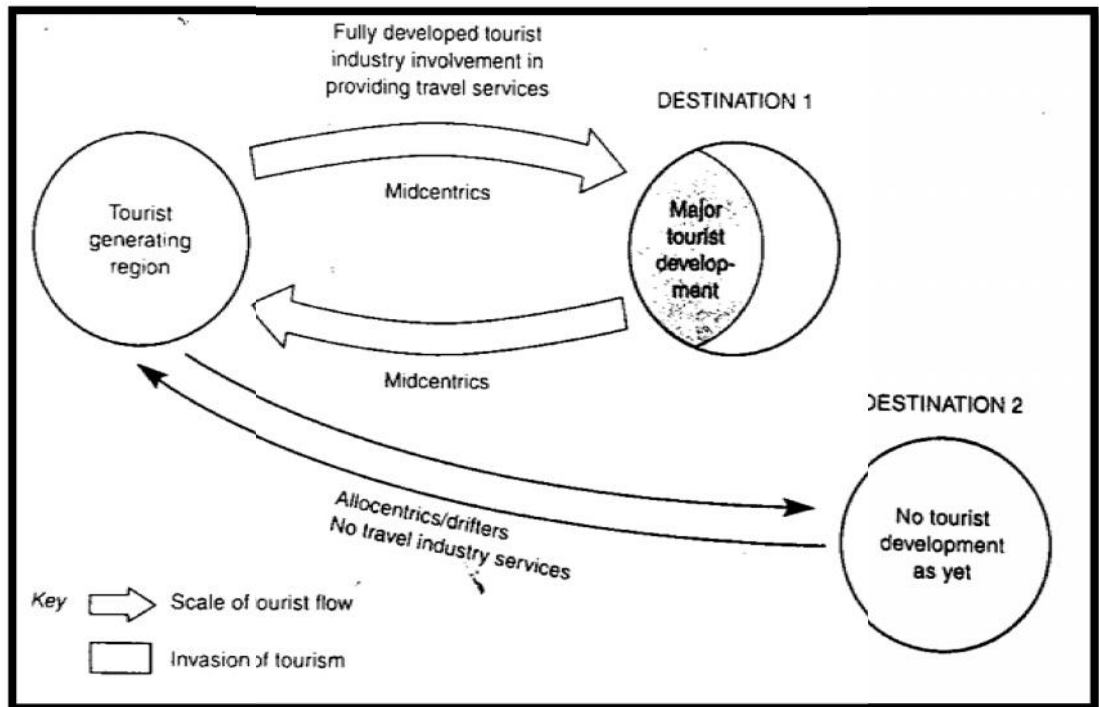 Fully developed tourist
industry involvement in
providing travel services
DESTINATION 1
Midcentrics
Tourist
generating
region
Major
tourist
develop-
ment
Midcentrics
DESTINATION 2
Allocentrics/drifters
No travel industry services
No tourist
development
as yet
Key
Scale of ourist flow
Invasion of tourism